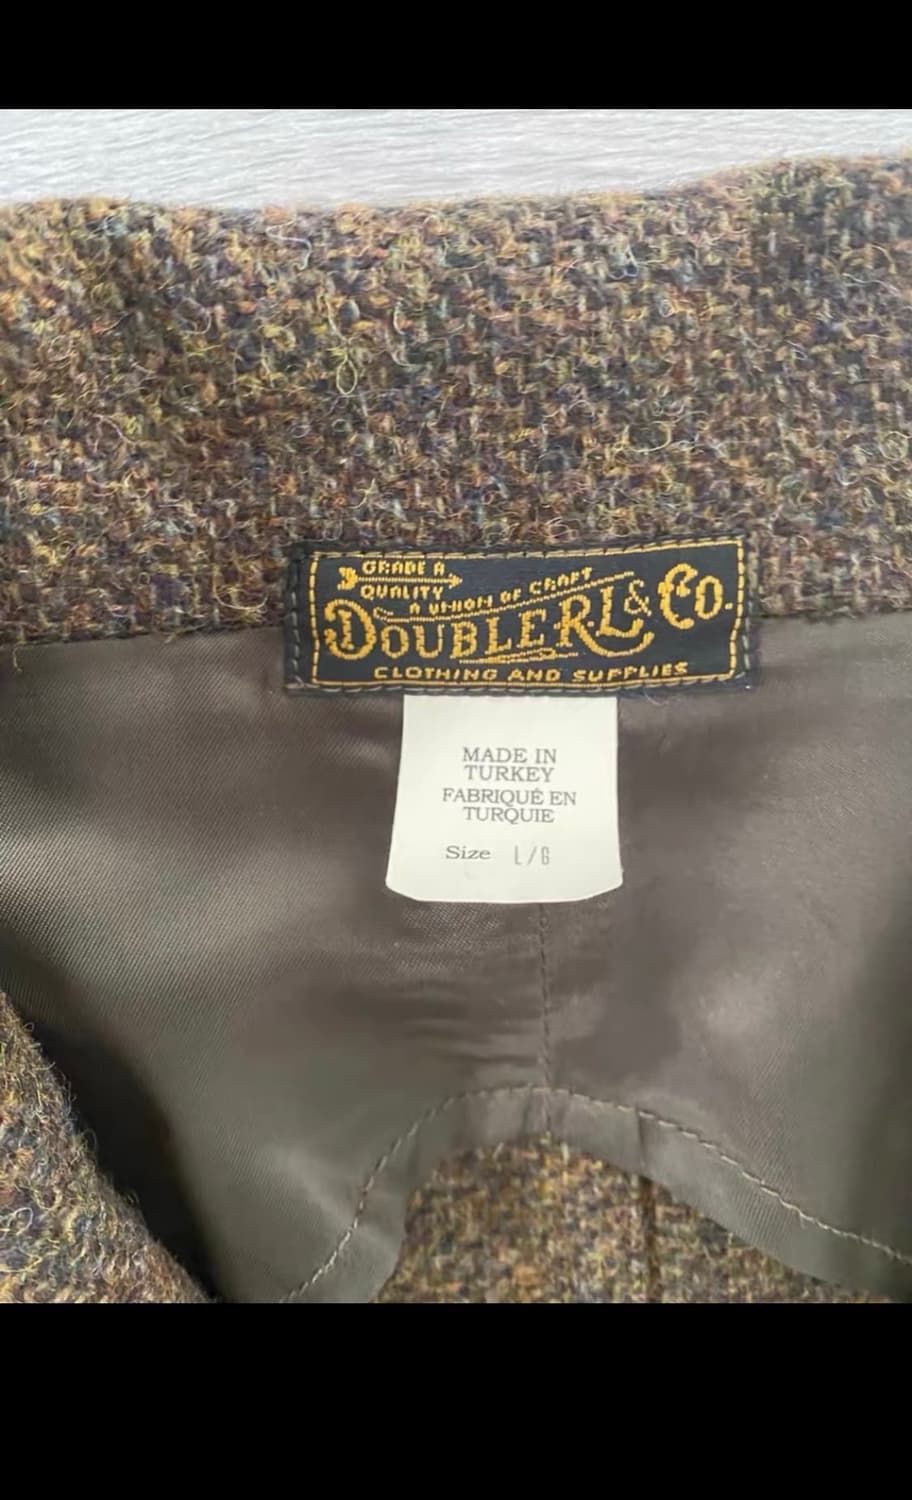 GRADE A
QUALITY
A UNION OF CRAFT
DOUBLE RL & CO.
CLOTHING AND SUPPLIES
MADE IN
TURKEY
FABRIQUÉ EN
TURQUIE
Size L/G